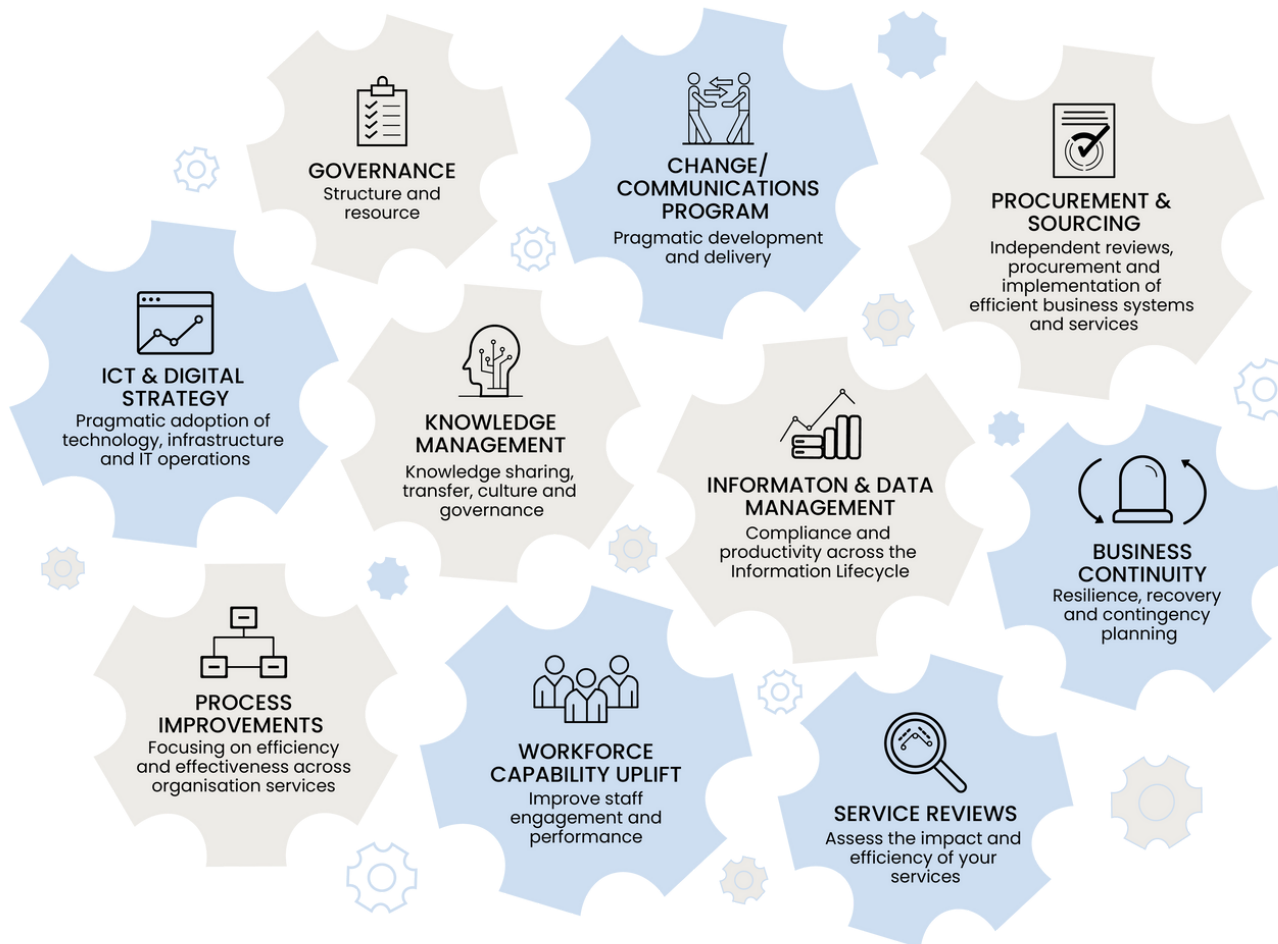 GOVERNANCE
Structure and
resource
CHANGE/
COMMUNICATIONS
PROGRAM
Pragmatic development
and delivery
PROCUREMENT &
SOURCING
Independent reviews,
procurement and
implementation of
efficient business systems
and services
ICT & DIGITAL
STRATEGY
Pragmatic adoption of
technology, infrastructure
and IT operations
KNOWLEDGE
MANAGEMENT
Knowledge sharing,
transfer, culture and
governance
INFORMATON & DATA
MANAGEMENT
Compliance and
productivity across the
Information Lifecycle
BUSINESS
CONTINUITY
Resilience, recovery
and contingency
planning
PROCESS
IMPROVEMENTS
Focusing on efficiency
and effectiveness across
organisation services
WORKFORCE
CAPABILITY UPLIFT
Improve staff
engagement and
performance
SERVICE REVIEWS
Assess the impact and
efficiency of your
services